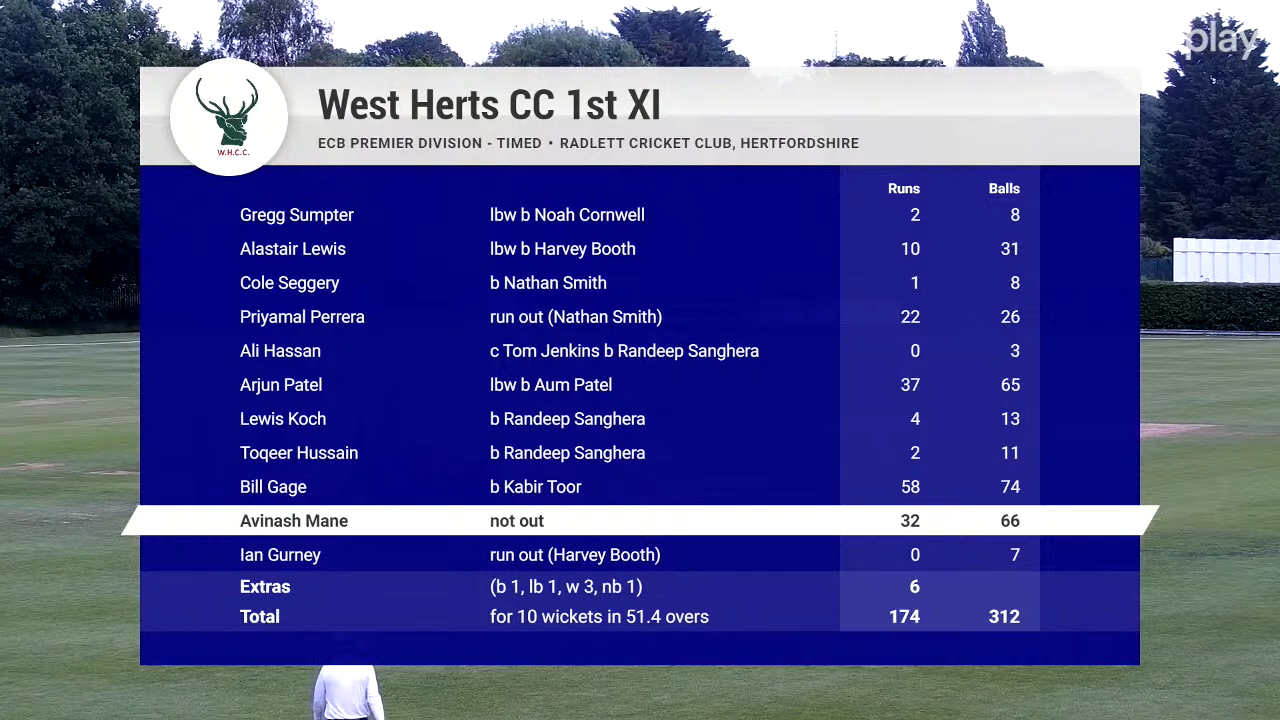 play
West Herts CC 1st XI
ECB PREMIER DIVISION - TIMED • RADLETT CRICKET CLUB, HERTFORDSHIRE
W.H.C.C.
Runs Balls
Gregg Sumpter lbw b Noah Cornwell 2 8
Alastair Lewis lbw b Harvey Booth 10 31
Cole Seggery b Nathan Smith 1 8
Priyamal Perrera run out (Nathan Smith) 22 26
Ali Hassan c Tom Jenkins b Randeep Sanghera 0 3
Arjun Patel lbw b Aum Patel 37 65
Lewis Koch b Randeep Sanghera 4 13
Toqeer Hussain b Randeep Sanghera 2 11
Bill Gage b Kabir Toor 58 74
Avinash Mane not out 32 66
Ian Gurney run out (Harvey Booth) 0 7
Extras (b 1, lb 1, w 3, nb 1) 6
Total for 10 wickets in 51.4 overs 174 312